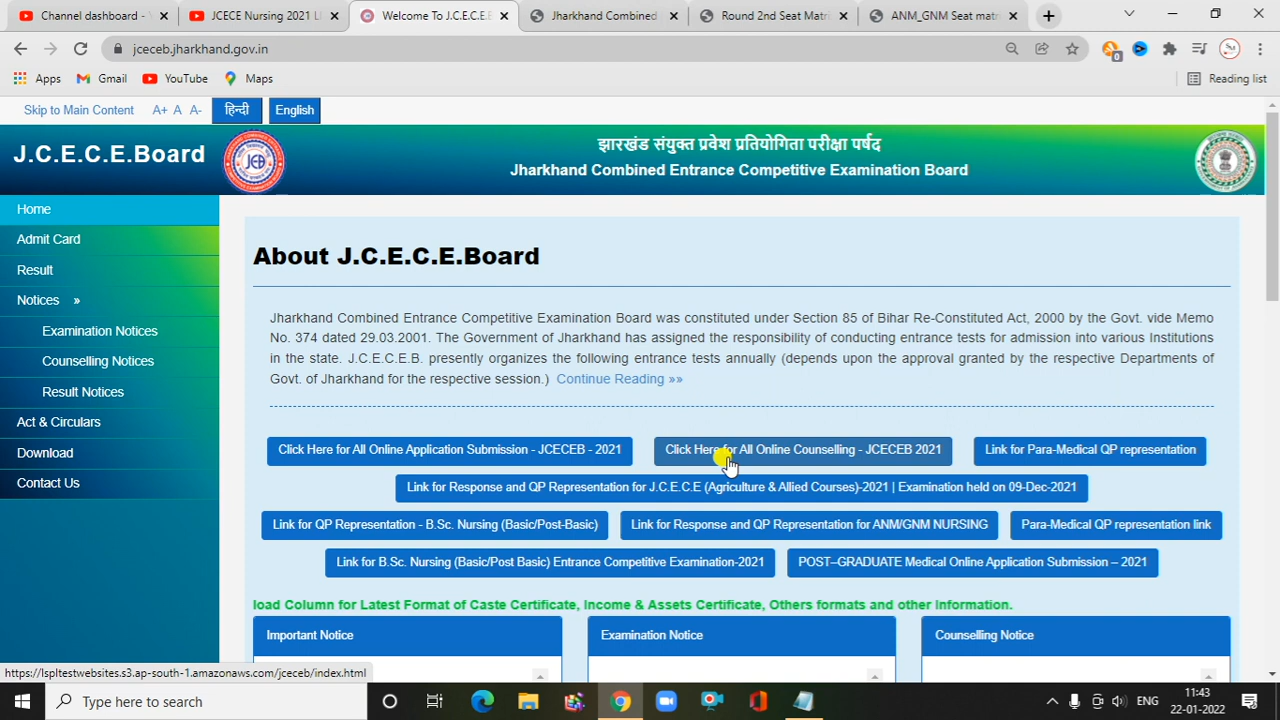 Channel dashboard - Y
JCECE Nursing 2021 LI
Welcome To J.C.E.C.E.E
Jharkhand Combined
Round 2nd Seat Matri
ANM_GNM Seat matri
jceceb.jharkhand.gov.in
0
Apps
Gmail
YouTube
Maps
Reading list
Skip to Main Content
A+ A A-
हिन्दी
English
J.C.E.C.E.Board
JEB
झारखंड संयुक्त प्रवेश प्रतियोगिता परीक्षा पर्षद
Jharkhand Combined Entrance Competitive Examination Board
Home
Admit Card
Result
Notices »
Examination Notices
Counselling Notices
Result Notices
Act & Circulars
Download
Contact Us
About J.C.E.C.E.Board
Jharkhand Combined Entrance Competitive Examination Board was constituted under Section 85 of Bihar Re-Constituted Act, 2000 by the Govt. vide Memo
No. 374 dated 29.03.2001. The Government of Jharkhand has assigned the responsibility of conducting entrance tests for admission into various Institutions
in the state. J.C.E.C.E.B. presently organizes the following entrance tests annually (depends upon the approval granted by the respective Departments of
Govt. of Jharkhand for the respective session.) Continue Reading »»
Click Here for All Online Application Submission - JCECEB - 2021
Click Here for All Online Counselling - JCECEB 2021
Link for Para-Medical QP representation
Link for Response and QP Representation for J.C.E.C.E (Agriculture & Allied Courses)-2021 | Examination held on 09-Dec-2021
Link for QP Representation - B.Sc. Nursing (Basic/Post-Basic)
Link for Response and QP Representation for ANM/GNM NURSING
Para-Medical QP representation link
Link for B.Sc. Nursing (Basic/Post Basic) Entrance Competitive Examination-2021
POST–GRADUATE Medical Online Application Submission – 2021
load Column for Latest Format of Caste Certificate, Income & Assets Certificate, Others formats and other Information.
Important Notice
Examination Notice
Counselling Notice
https://lspltestwebsites.s3.ap-south-1.amazonaws.com/jceceb/index.html
Type here to search
ENG
11:43
22-01-2022